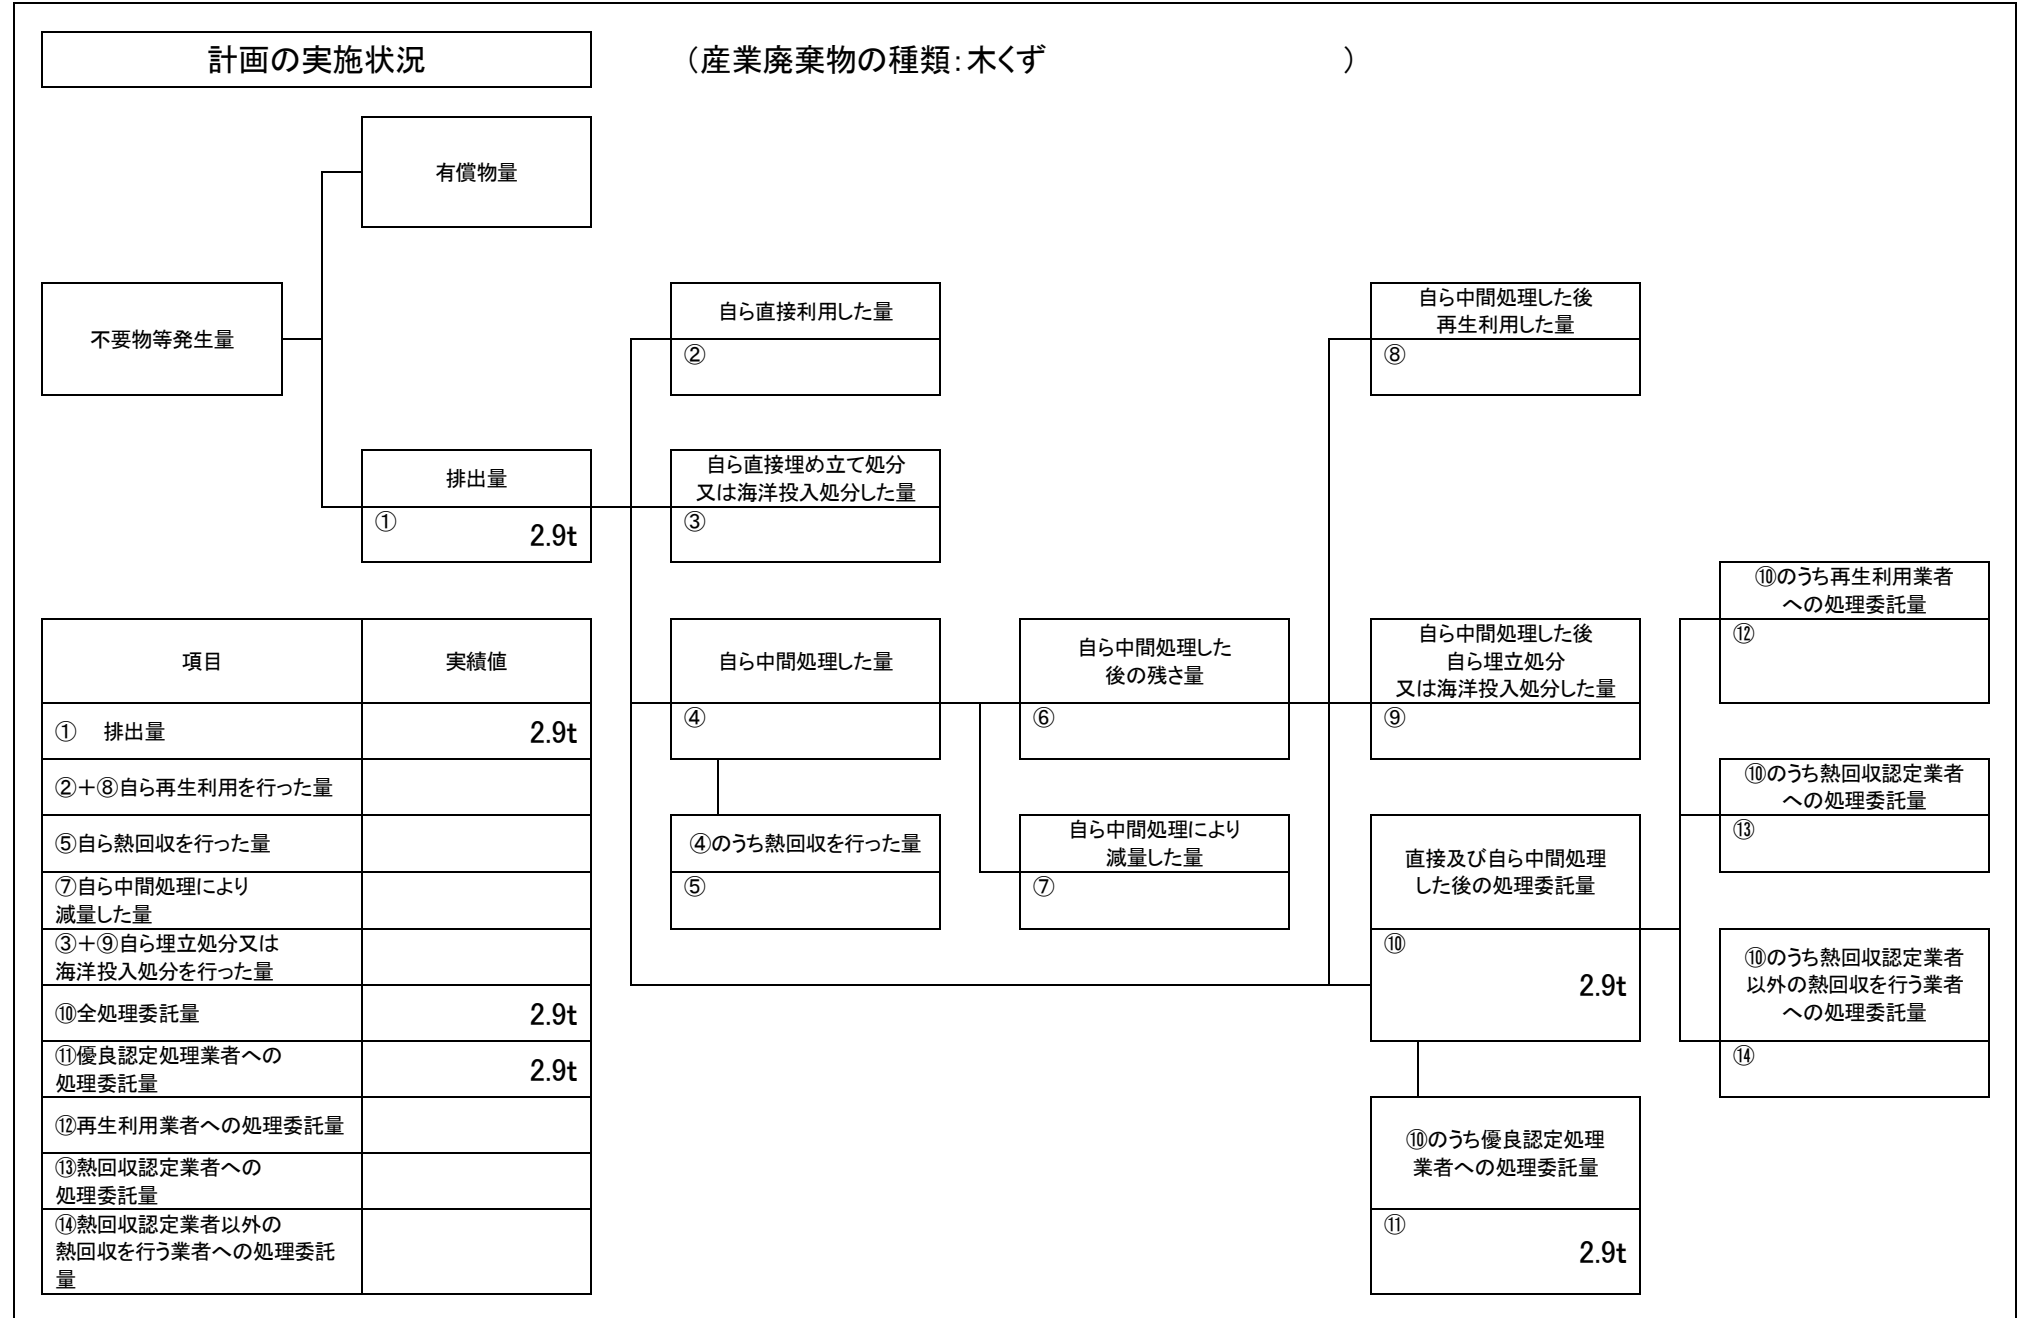 計画の実施状況
（産業廃棄物の種類：木くず　　　　　　　　　）
有償物量
不要物等発生量
自ら直接利用した量
②
自ら中間処理した後
再生利用した量
⑧
排出量
①
2.9t
自ら直接埋め立て処分
又は海洋投入処分した量
③
⑩のうち再生利用業者
への処理委託量
⑫
自ら中間処理した量
④
自ら中間処理した
後の残さ量
⑥
自ら中間処理した後
自ら埋立処分
又は海洋投入処分した量
⑨
⑩のうち熱回収認定業者
への処理委託量
⑬
④のうち熱回収を行った量
⑤
自ら中間処理により
減量した量
⑦
直接及び自ら中間処理
した後の処理委託量
⑩
2.9t
⑩のうち熱回収認定業者
以外の熱回収を行う業者
への処理委託量
⑭
⑩のうち優良認定処理
業者への処理委託量
⑪
2.9t
項目 実績値
①　排出量 2.9t
②＋⑧自ら再生利用を行った量
⑤自ら熱回収を行った量
⑦自ら中間処理により
減量した量
③＋⑨自ら埋立処分又は
海洋投入処分を行った量
⑩全処理委託量 2.9t
⑪優良認定処理業者への
処理委託量 2.9t
⑫再生利用業者への処理委託量
⑬熱回収認定業者への
処理委託量
⑭熱回収認定業者以外の
熱回収を行う業者への処理委託
量